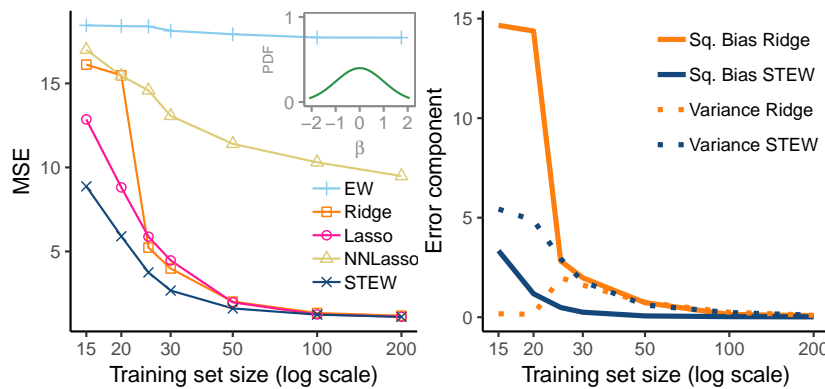 MSE
15
10
5
15 20 30 50 100 200
Training set size (log scale)
PDF
1
0
−2 −1 0 1 2
β
EW
Ridge
Lasso
NNLasso
STEW
Error component
15
10
5
0
15 20 30 50 100 200
Training set size (log scale)
Sq. Bias Ridge
Sq. Bias STEW
Variance Ridge
Variance STEW